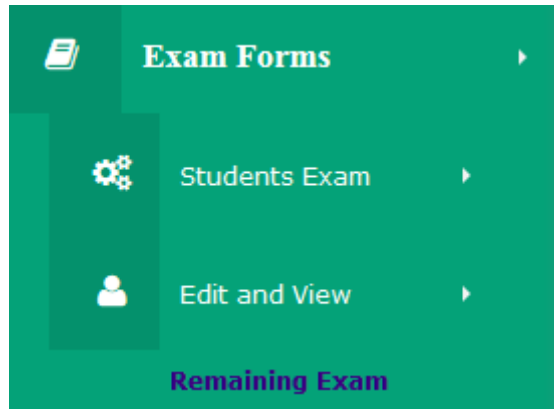 Exam Forms
Students Exam
Edit and View
Remaining Exam